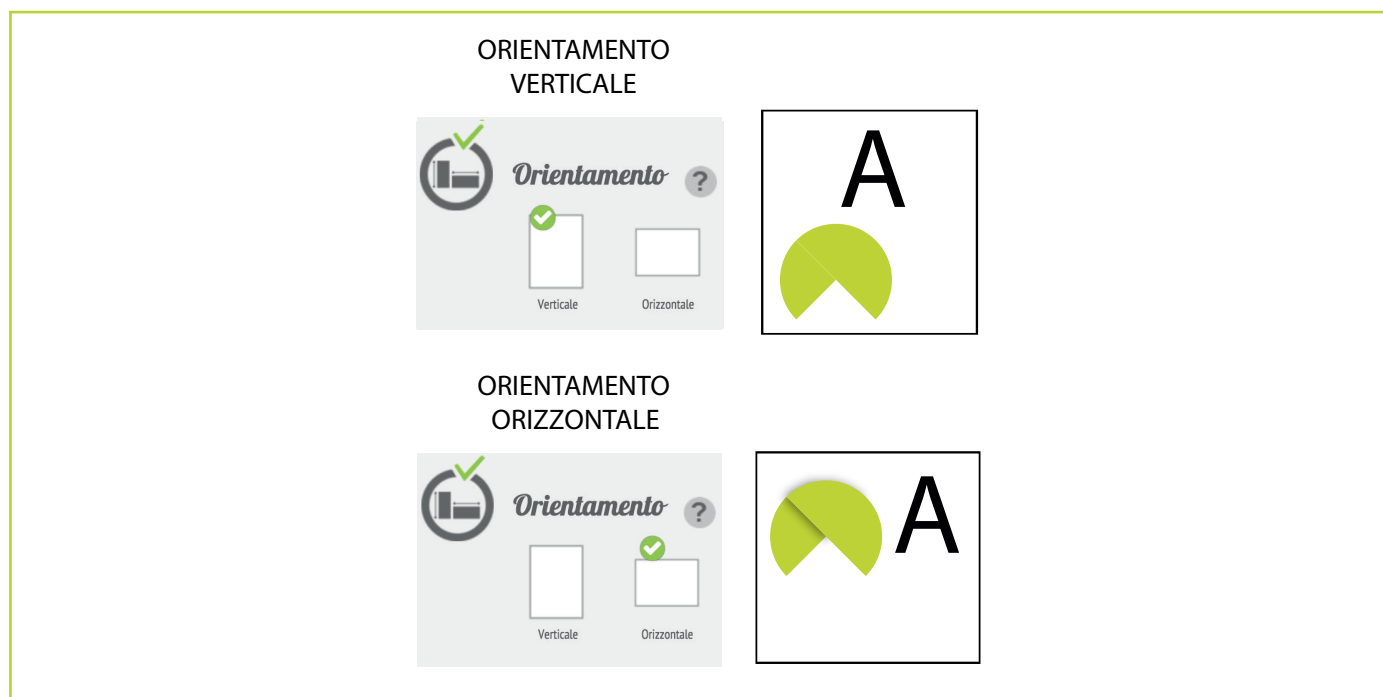 ORIENTAMENTO
VERTICALE
Orientamento ?
Verticale Orizzontale
A
ORIENTAMENTO
ORIZZONTALE
Orientamento ?
Verticale Orizzontale
A